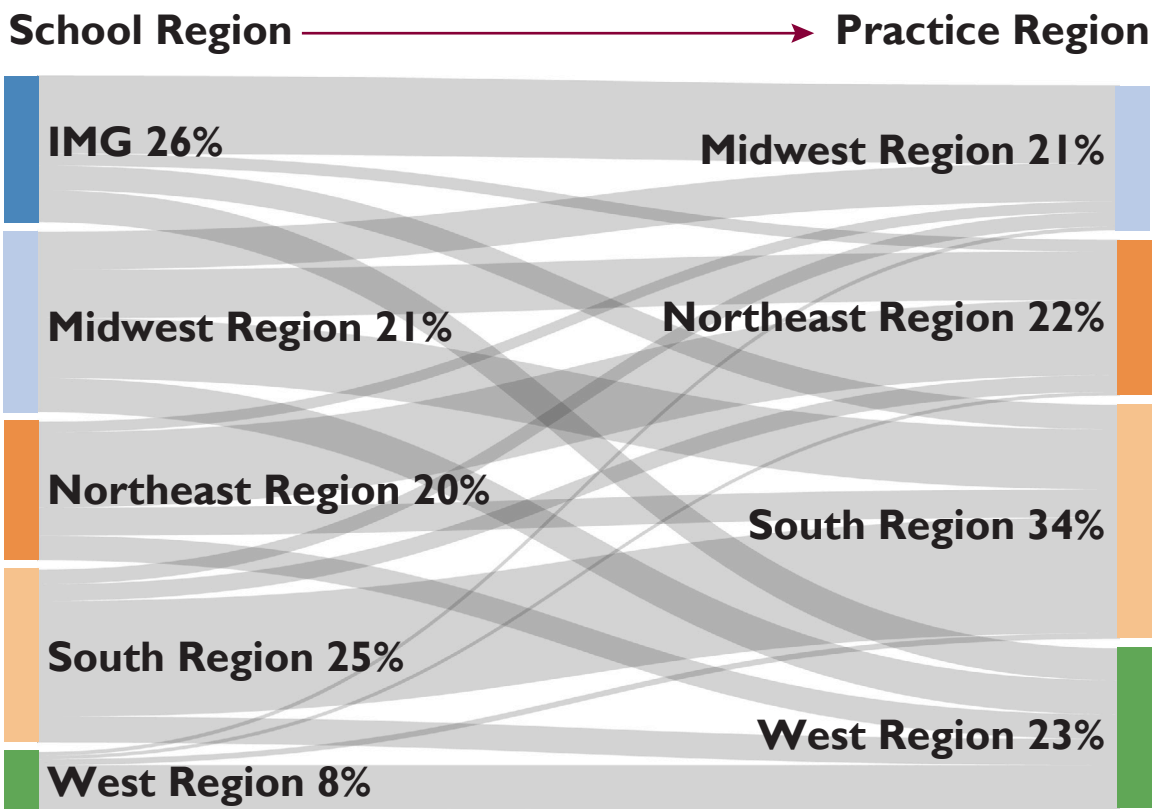 School Region Practice Region
IMG 26%
Midwest Region 21%
Northeast Region 20%
South Region 25%
West Region 8%
Midwest Region 21%
Northeast Region 22%
South Region 34%
West Region 23%